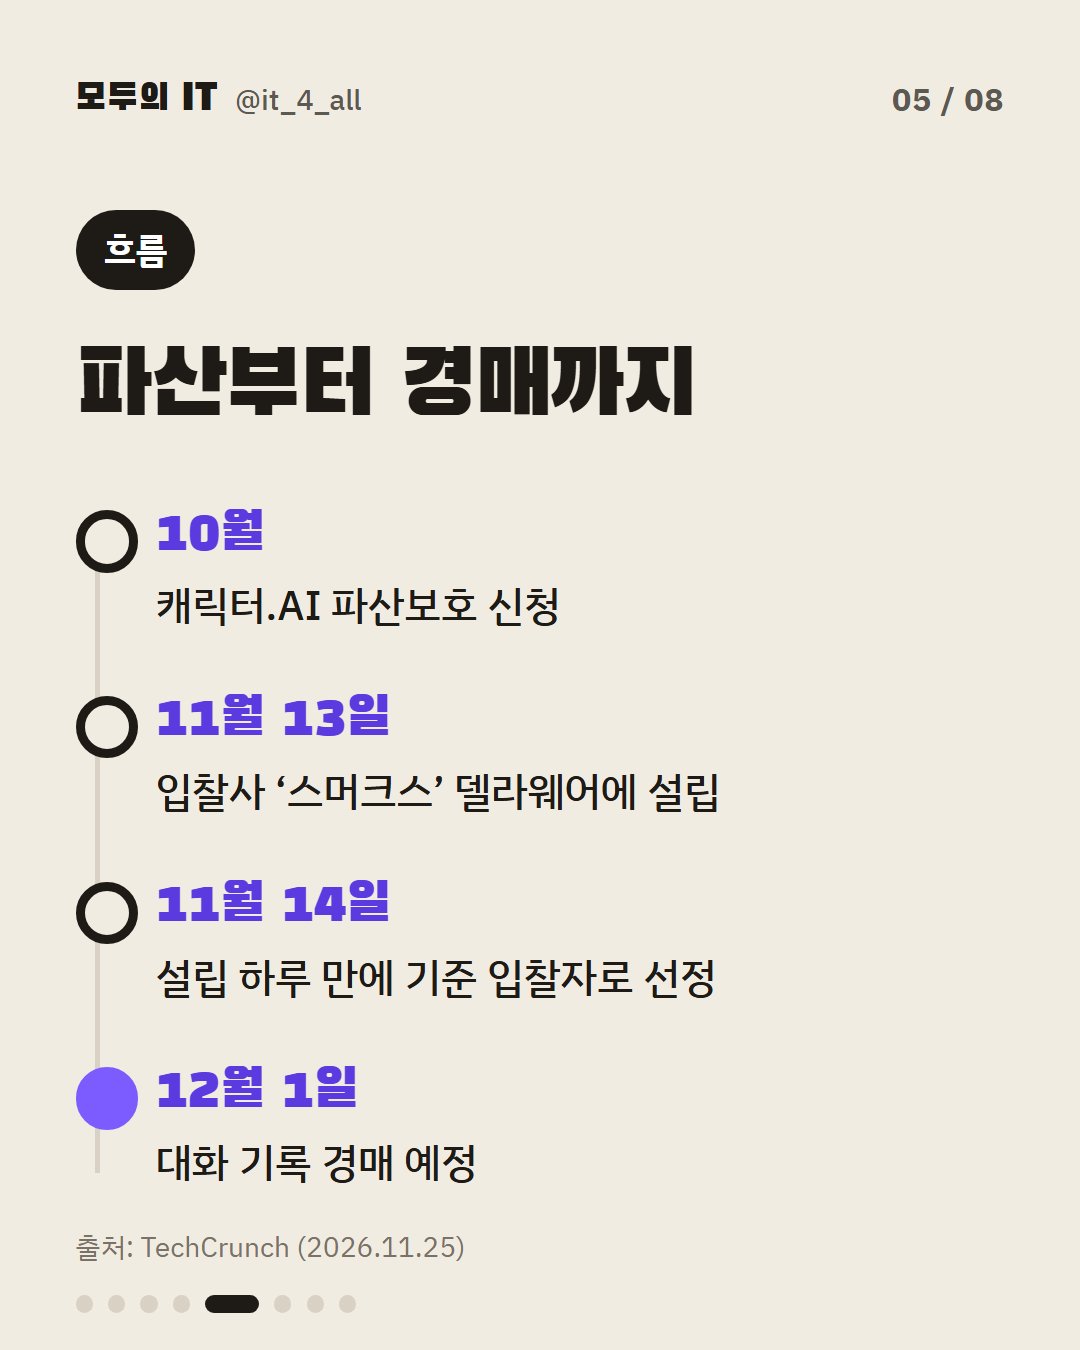 모두의 IT @it_4_all
05 / 08
흐름
파산부터 경매까지
10월
캐릭터.AI 파산보호 신청
11월 13일
입찰사 ‘스머크스’ 델라웨어에 설립
11월 14일
설립 하루 만에 기준 입찰자로 선정
12월 1일
대화 기록 경매 예정
출처: TechCrunch (2026.11.25)